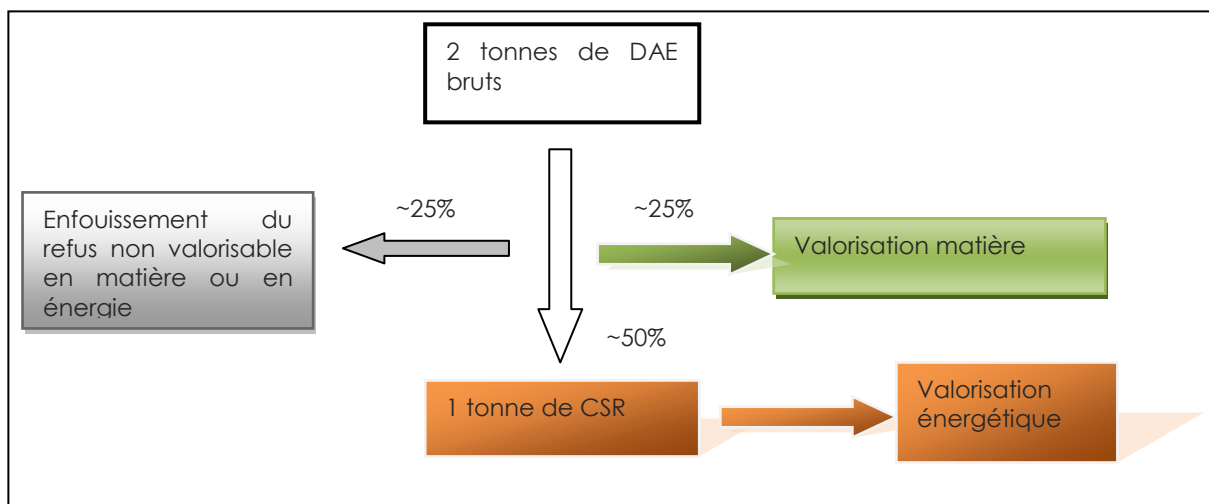 2 tonnes de DAE
bruts
~25%
~25%
Enfouissement du
refus non valorisable
en matière ou en
énergie
Valorisation matière
~50%
1 tonne de CSR
Valorisation
énergétique